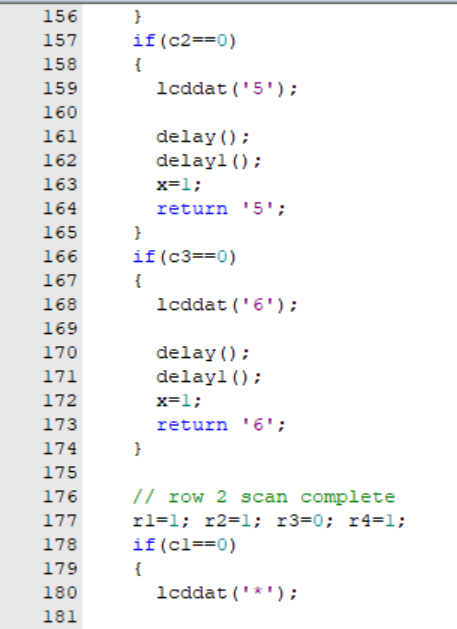 156 }
157 if(c2==0)
158 {
159 lcddat('5');
160
161 delay();
162 delay1();
163 x=1;
164 return '5';
165 }
166 if(c3==0)
167 {
168 lcddat('6');
169
170 delay();
171 delay1();
172 x=1;
173 return '6';
174 }
175
176 // row 2 scan complete
177 r1=1; r2=1; r3=0; r4=1;
178 if(c1==0)
179 {
180 lcddat('*');
181